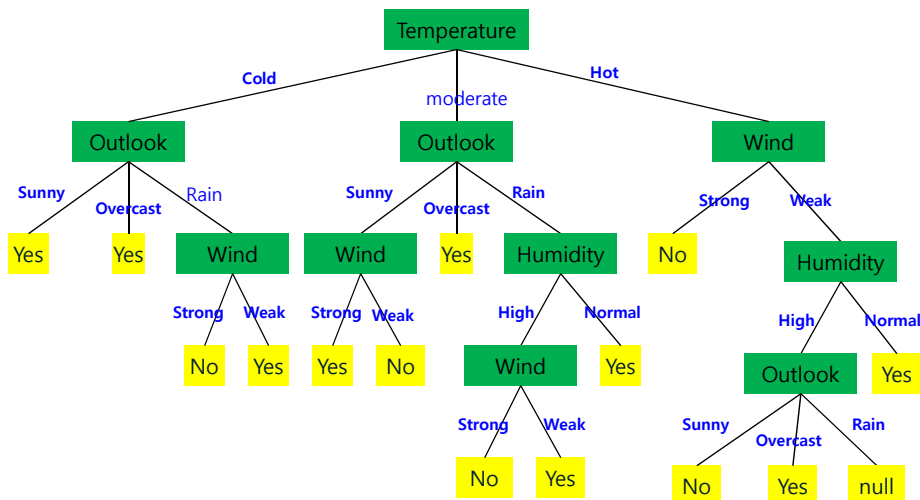 Temperature
Cold
moderate
Hot
Outlook
Outlook
Wind
Sunny
Overcast
Rain
Sunny
Overcast
Rain
Strong
Weak
Yes
Yes
Wind
Wind
Yes
Humidity
No
Humidity
Strong
Weak
Strong
Weak
High
Normal
High
Normal
No
Yes
Yes
No
Wind
Yes
Outlook
Yes
Strong
Weak
Sunny
Overcast
Rain
No
Yes
No
Yes
null